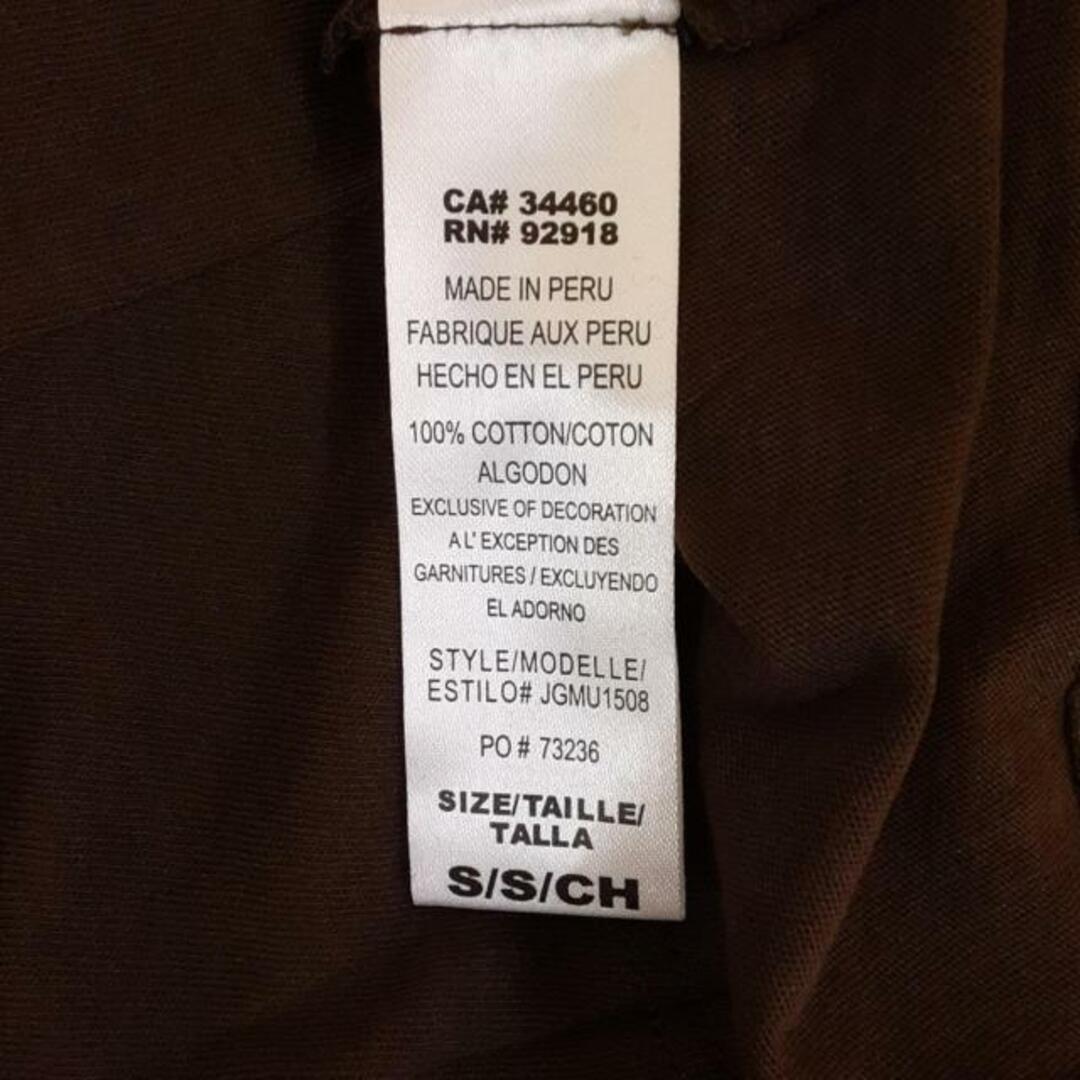 CA# 34460
RN# 92918
MADE IN PERU
FABRIQUE AUX PERU
HECHO EN EL PERU
100% COTTON/COTON
ALGODON
EXCLUSIVE OF DECORATION
A L' EXCEPTION DES
GARNITURES / EXCLUYENDO
EL ADORNO
STYLE/MODELLE/
ESTILO# JGMU1508
PO # 73236
SIZE/TAILLE/
TALLA
S/S/CH